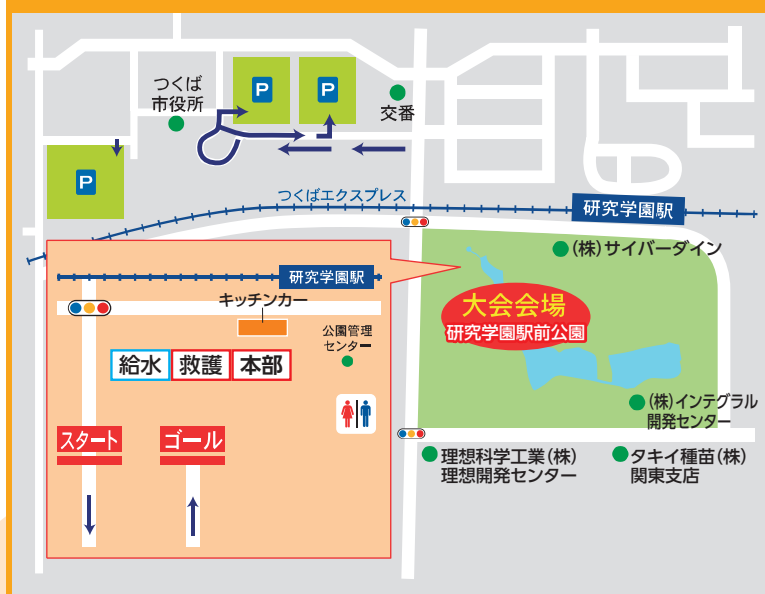 つくば
市役所
P
P
交番
P
つくばエクスプレス
研究学園駅
(株)サイバーダイン
研究学園駅
キッチンカー
大会会場
研究学園駅前公園
公園管理
センター
給水
救護
本部
(株)インテグラル
開発センター
スタート
ゴール
理想科学工業(株)
理想開発センター
タキイ種苗(株)
関東支店